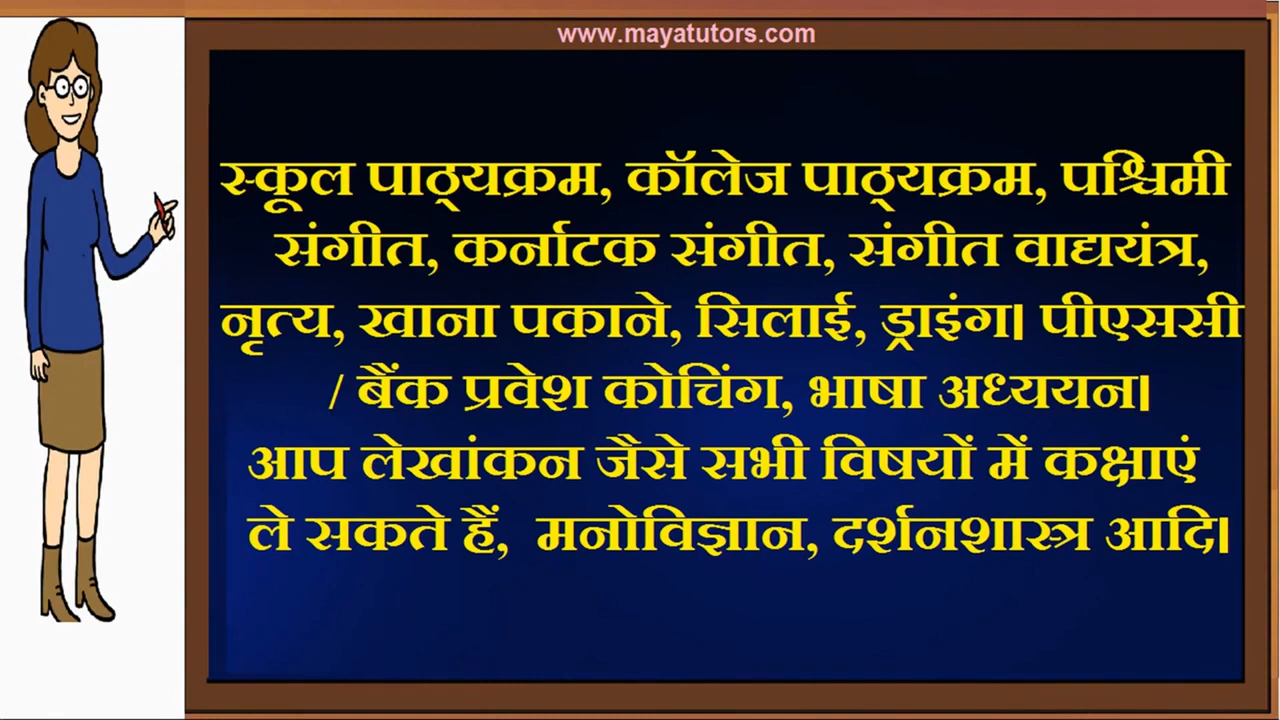 www.mayatutors.com
स्कूल पाठ्यक्रम, कॉलेज पाठ्यक्रम, पश्चिमी
संगीत, कर्नाटक संगीत, संगीत वाद्ययंत्र,
नृत्य, खाना पकाने, सिलाई, ड्राइंग। पीएससी
/ बैंक प्रवेश कोचिंग, भाषा अध्ययन।
आप लेखांकन जैसे सभी विषयों में कक्षाएं
ले सकते हैं, मनोविज्ञान, दर्शनशास्त्र आदि।